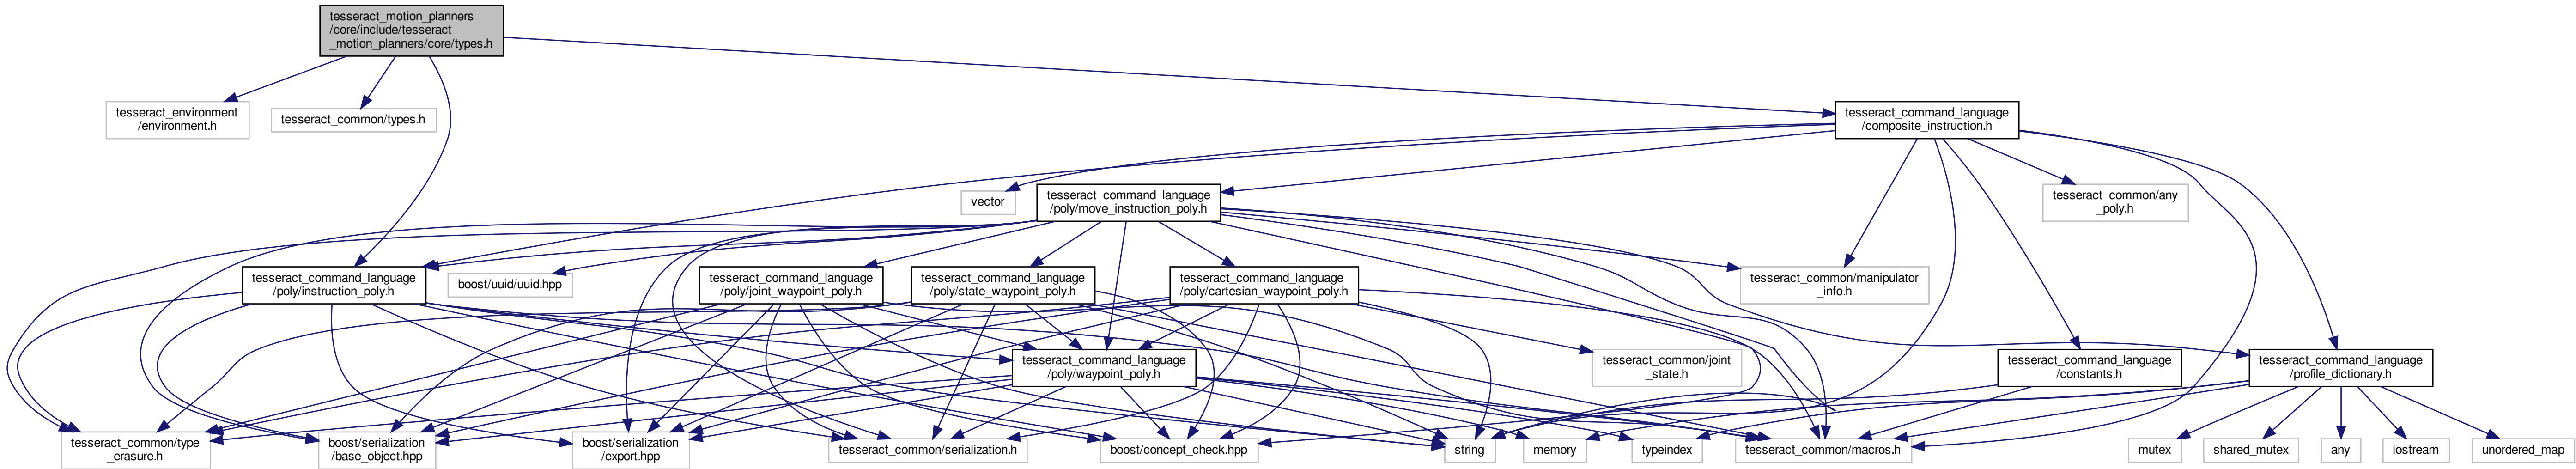 tesseract_motion_planners
/core/include/tesseract
_motion_planners/core/types.h
tesseract_environment
/environment.h
tesseract_common/types.h
tesseract_command_language
/composite_instruction.h
vector
tesseract_command_language
/poly/move_instruction_poly.h
tesseract_common/any
_poly.h
tesseract_command_language
/poly/instruction_poly.h
boost/uuid/uuid.hpp
tesseract_command_language
/poly/joint_waypoint_poly.h
tesseract_command_language
/poly/state_waypoint_poly.h
tesseract_command_language
/poly/cartesian_waypoint_poly.h
tesseract_common/manipulator
_info.h
tesseract_command_language
/poly/waypoint_poly.h
tesseract_common/joint
_state.h
tesseract_command_language
/constants.h
tesseract_command_language
/profile_dictionary.h
tesseract_common/type
_erasure.h
boost/serialization
/base_object.hpp
boost/serialization
/export.hpp
tesseract_common/serialization.h
boost/concept_check.hpp
string
memory
typeindex
tesseract_common/macros.h
mutex
shared_mutex
any
iostream
unordered_map